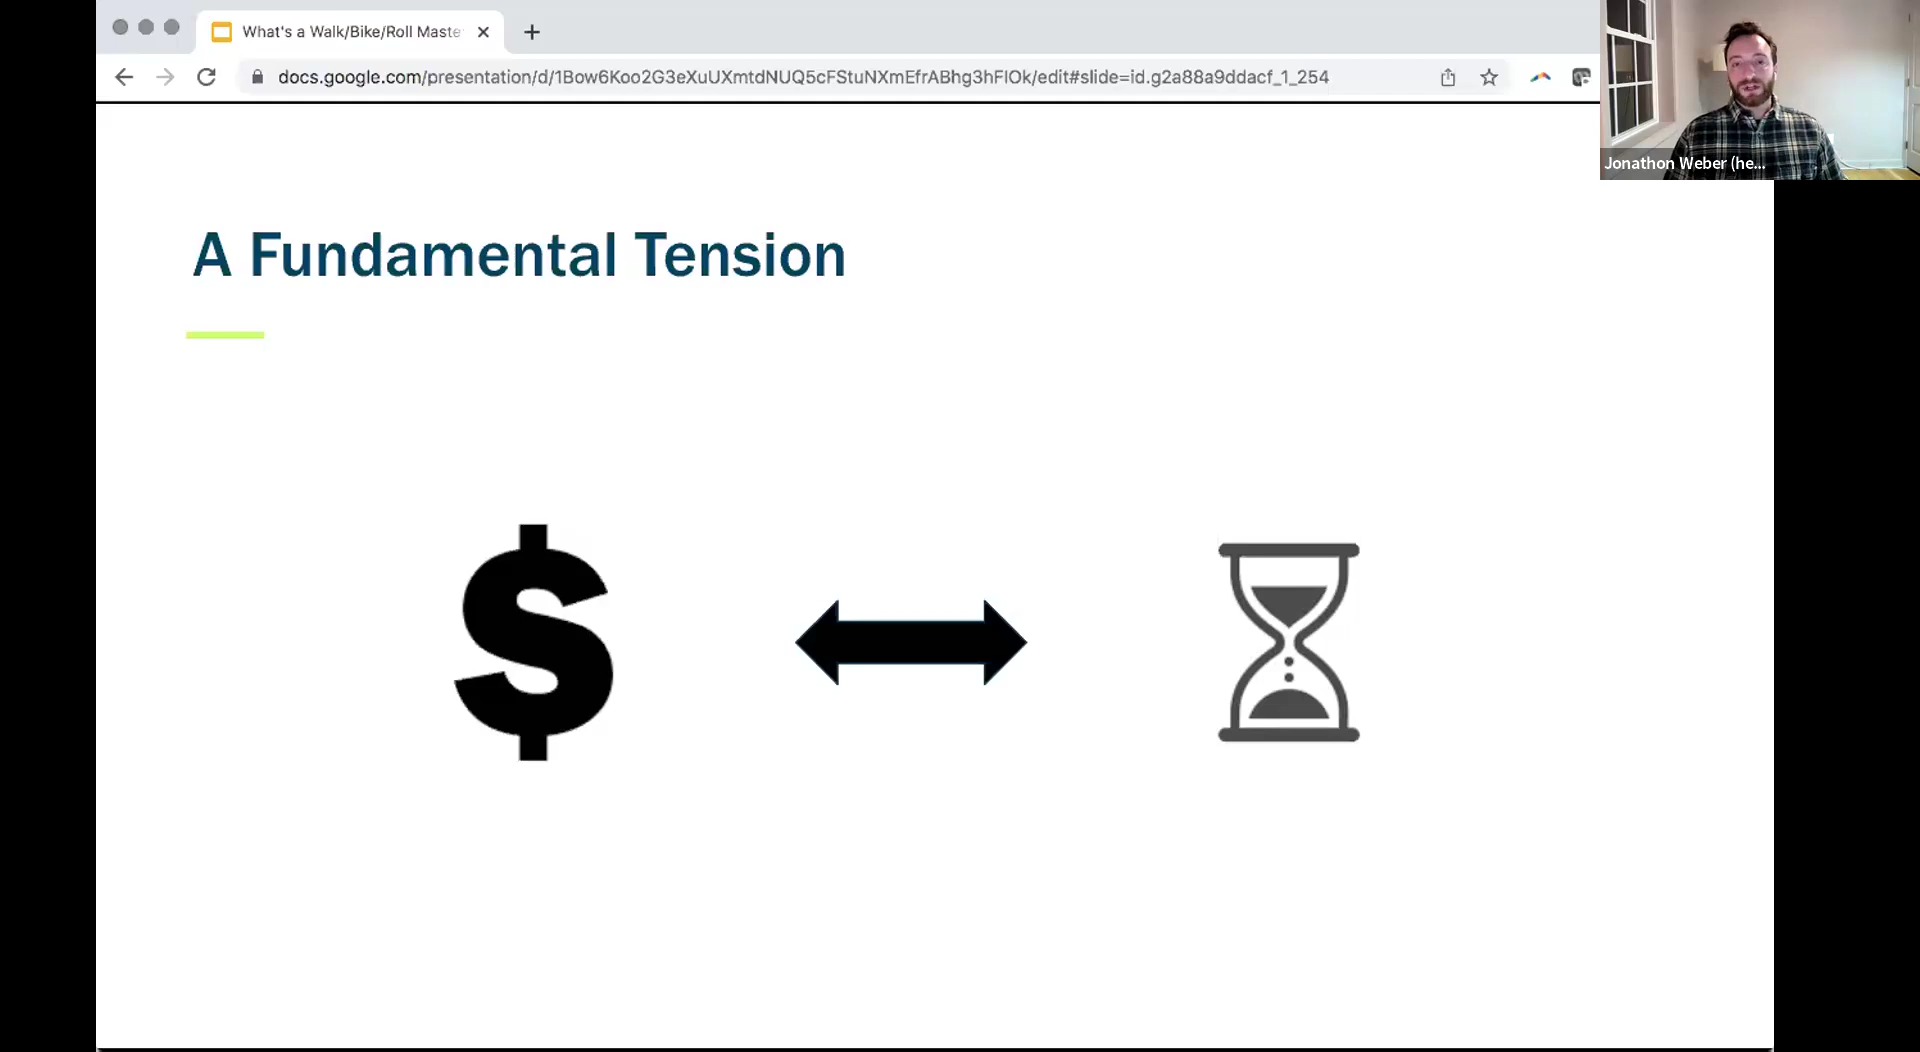 What's a Walk/Bike/Roll Maste
docs.google.com/presentation/d/1Bow6Koo2G3eXuUXmtdNUQ5cFStuNXmEfrABhg3hFIOk/edit#slide=id.g2a88a9ddacf_1_254
Jonathon Weber (he...
A Fundamental Tension
$